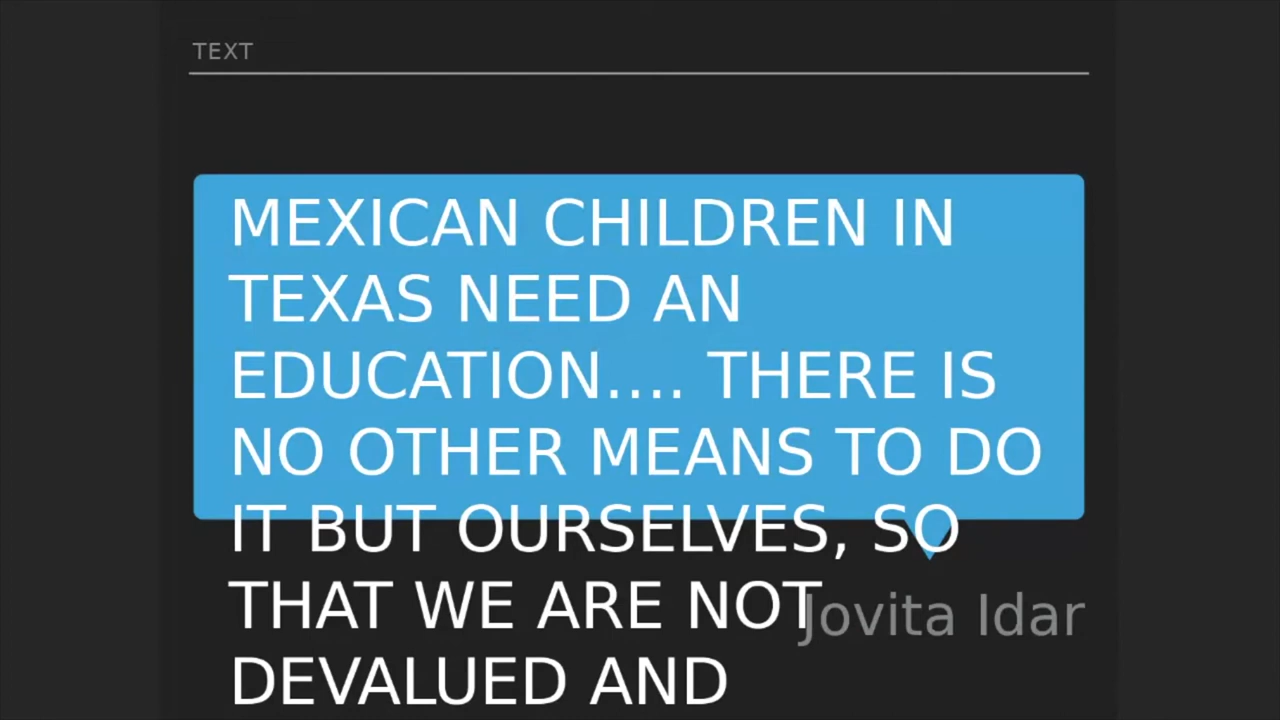 TEXT
MEXICAN CHILDREN IN
TEXAS NEED AN
EDUCATION.... THERE IS
NO OTHER MEANS TO DO
IT BUT OURSELVES, SO
THAT WE ARE NOT
Jovita Idar
DEVALUED AND